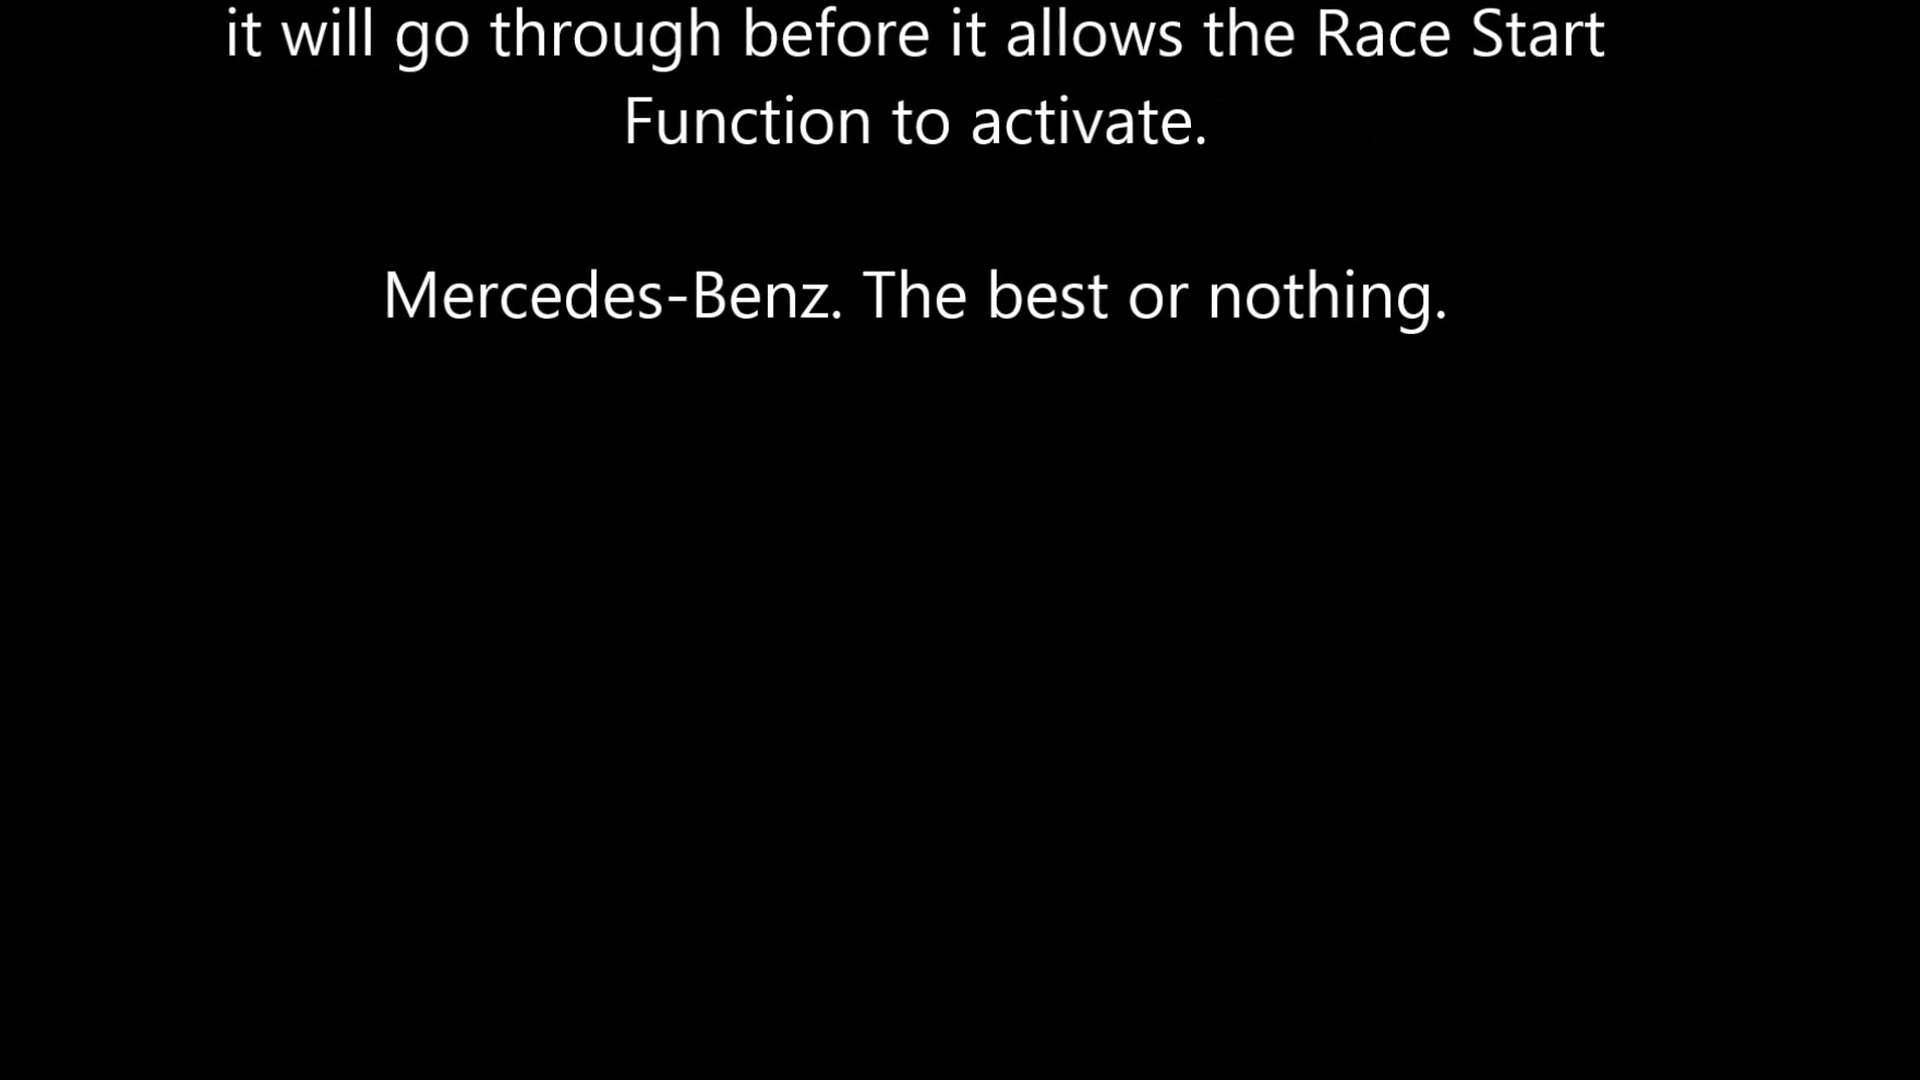 it will go through before it allows the Race Start
Function to activate.
Mercedes-Benz. The best or nothing.